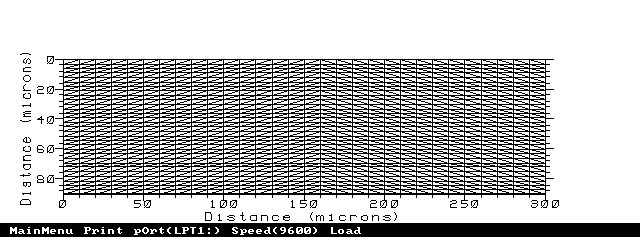 Distance (microns)
0
20
40
60
80
0 50 100 150 200 250 300
Distance (microns)
MainMenu Print pOrt(LPT1:) Speed(9600) Load